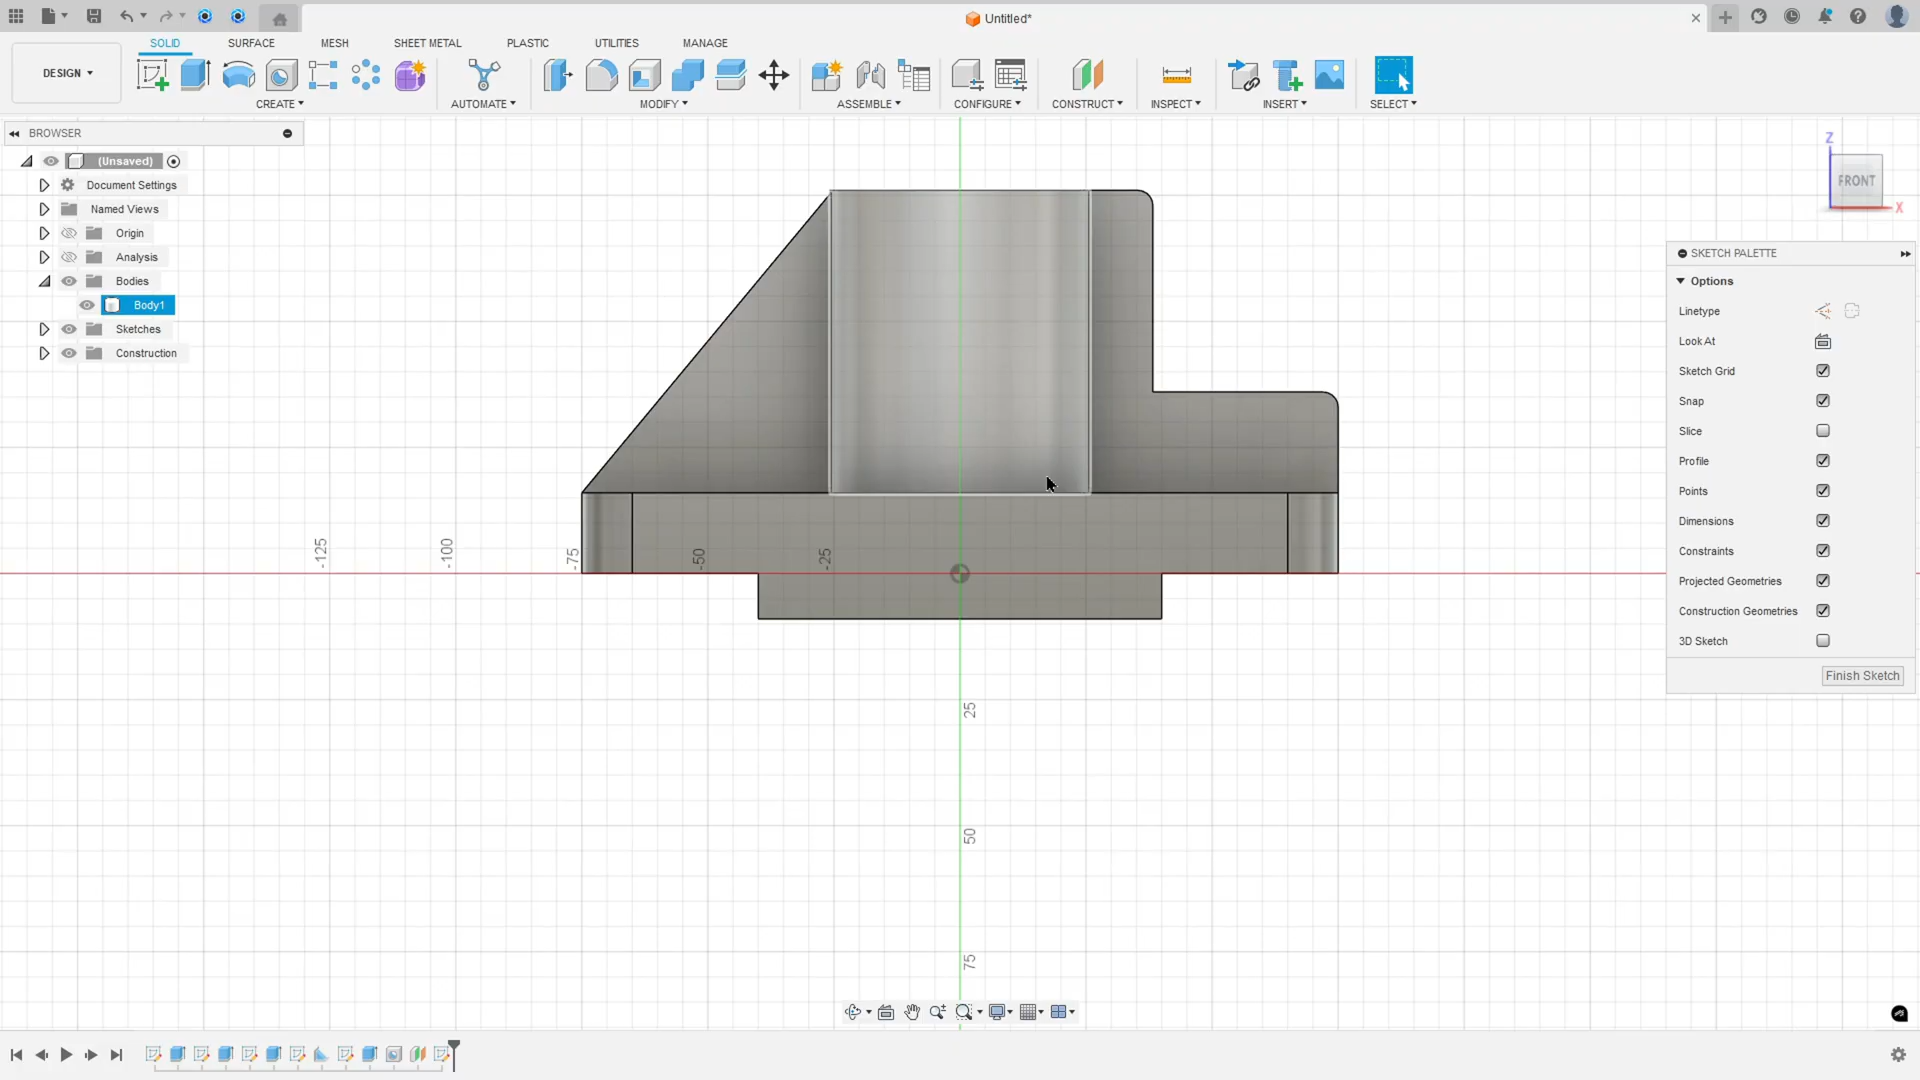 Untitled*
DESIGN
SOLID
SURFACE
MESH
SHEET METAL
PLASTIC
UTILITIES
MANAGE
CREATE
AUTOMATE
MODIFY
ASSEMBLE
CONFIGURE
CONSTRUCT
INSPECT
INSERT
SELECT
BROWSER
(Unsaved)
Document Settings
Named Views
Origin
Analysis
Bodies
Body1
Sketches
Construction
Z
FRONT
X
SKETCH PALETTE
Options
Linetype
Look At
Sketch Grid
Snap
Slice
Profile
Points
Dimensions
Constraints
Projected Geometries
Construction Geometries
3D Sketch
Finish Sketch
-125
-100
-75
-50
-25
25
50
75